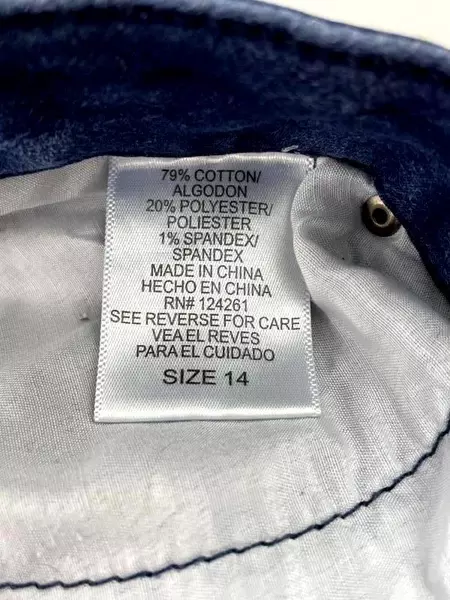 79% COTTON/
ALGODON
20% POLYESTER/
POLIESTER
1% SPANDEX/
SPANDEX
MADE IN CHINA
HECHO EN CHINA
RN# 124261
SEE REVERSE FOR CARE
VEA EL REVES
PARA EL CUIDADO
SIZE 14